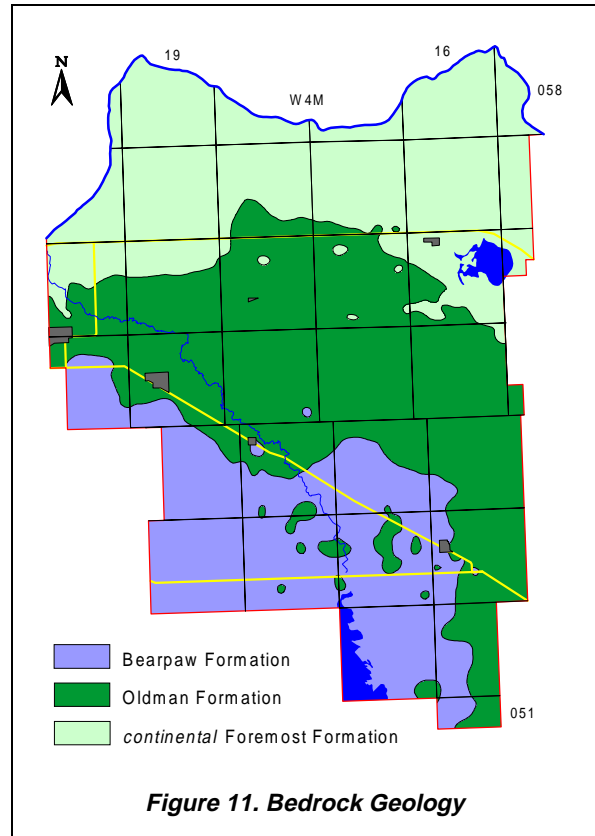 19
16
N
W4M
058
Bearpaw Formation
Oldman Formation
continental Foremost Formation
051
Figure 11. Bedrock Geology